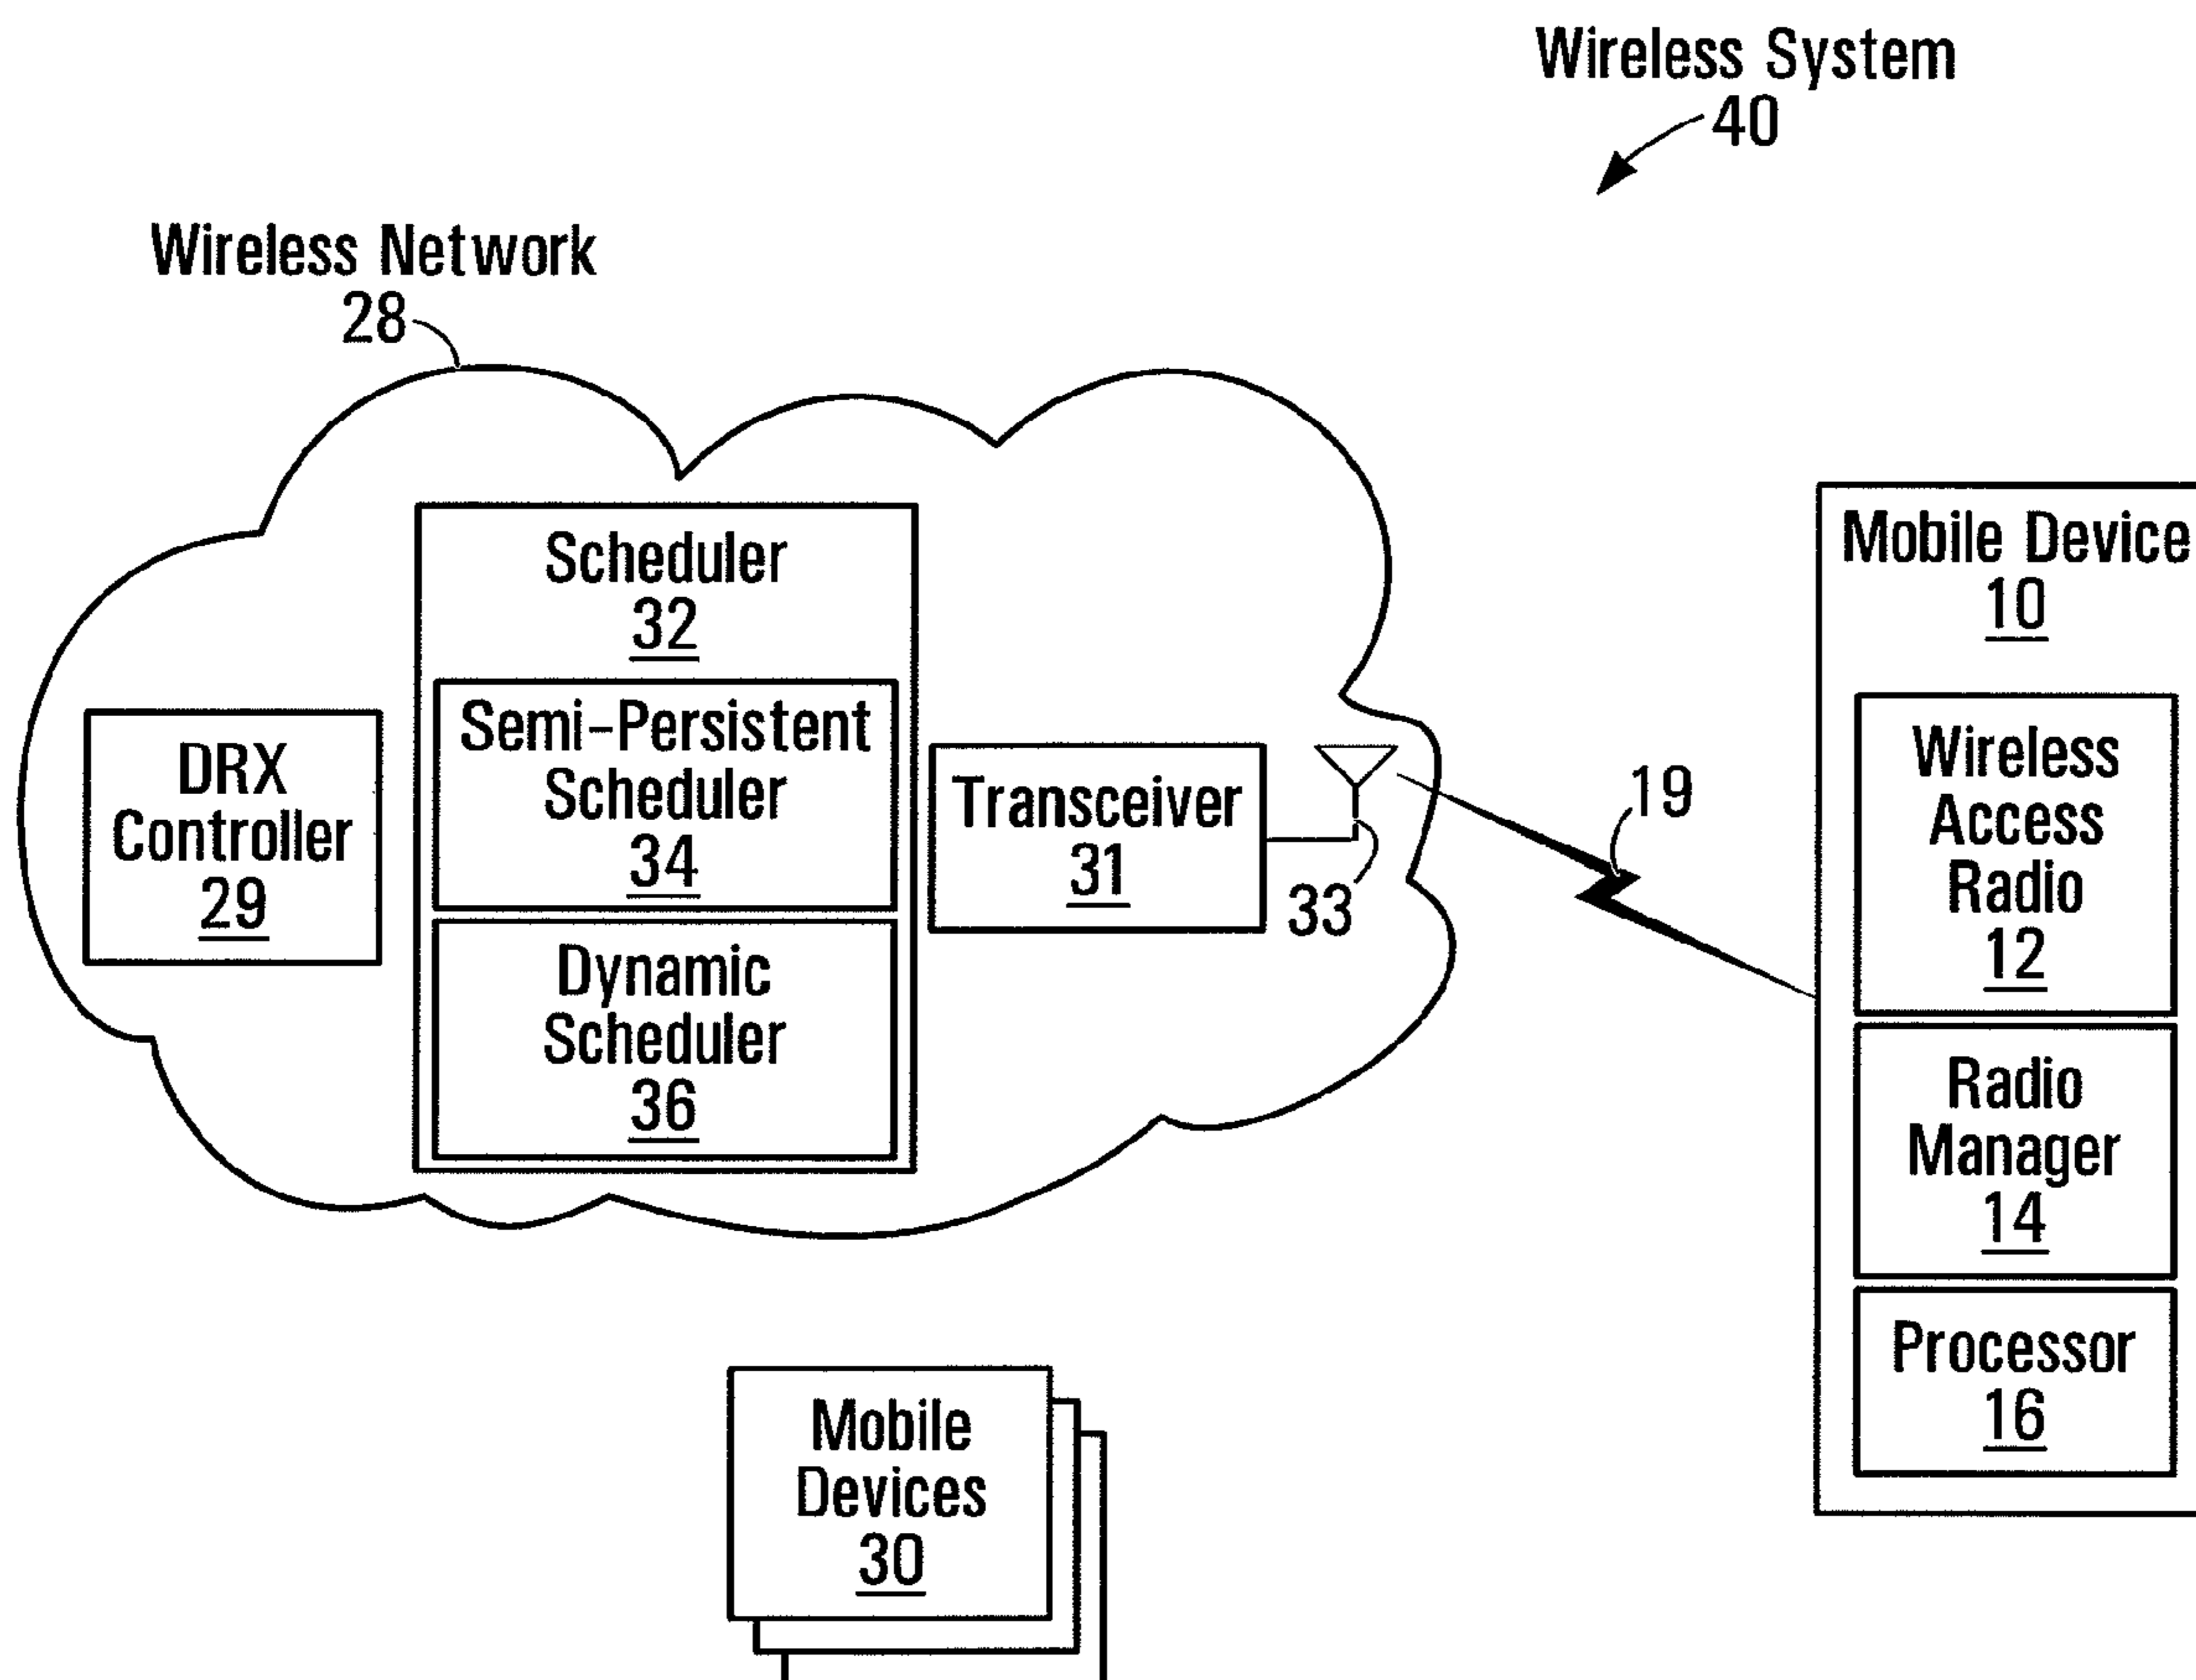 Wireless System
40
Wireless Network
28
Scheduler
32
Semi-Persistent
Scheduler
34
Dynamic
Scheduler
36
DRX
Controller
29
Transceiver
31
33
19
Mobile Device
10
Wireless
Access
Radio
12
Radio
Manager
14
Processor
16
Mobile
Devices
30